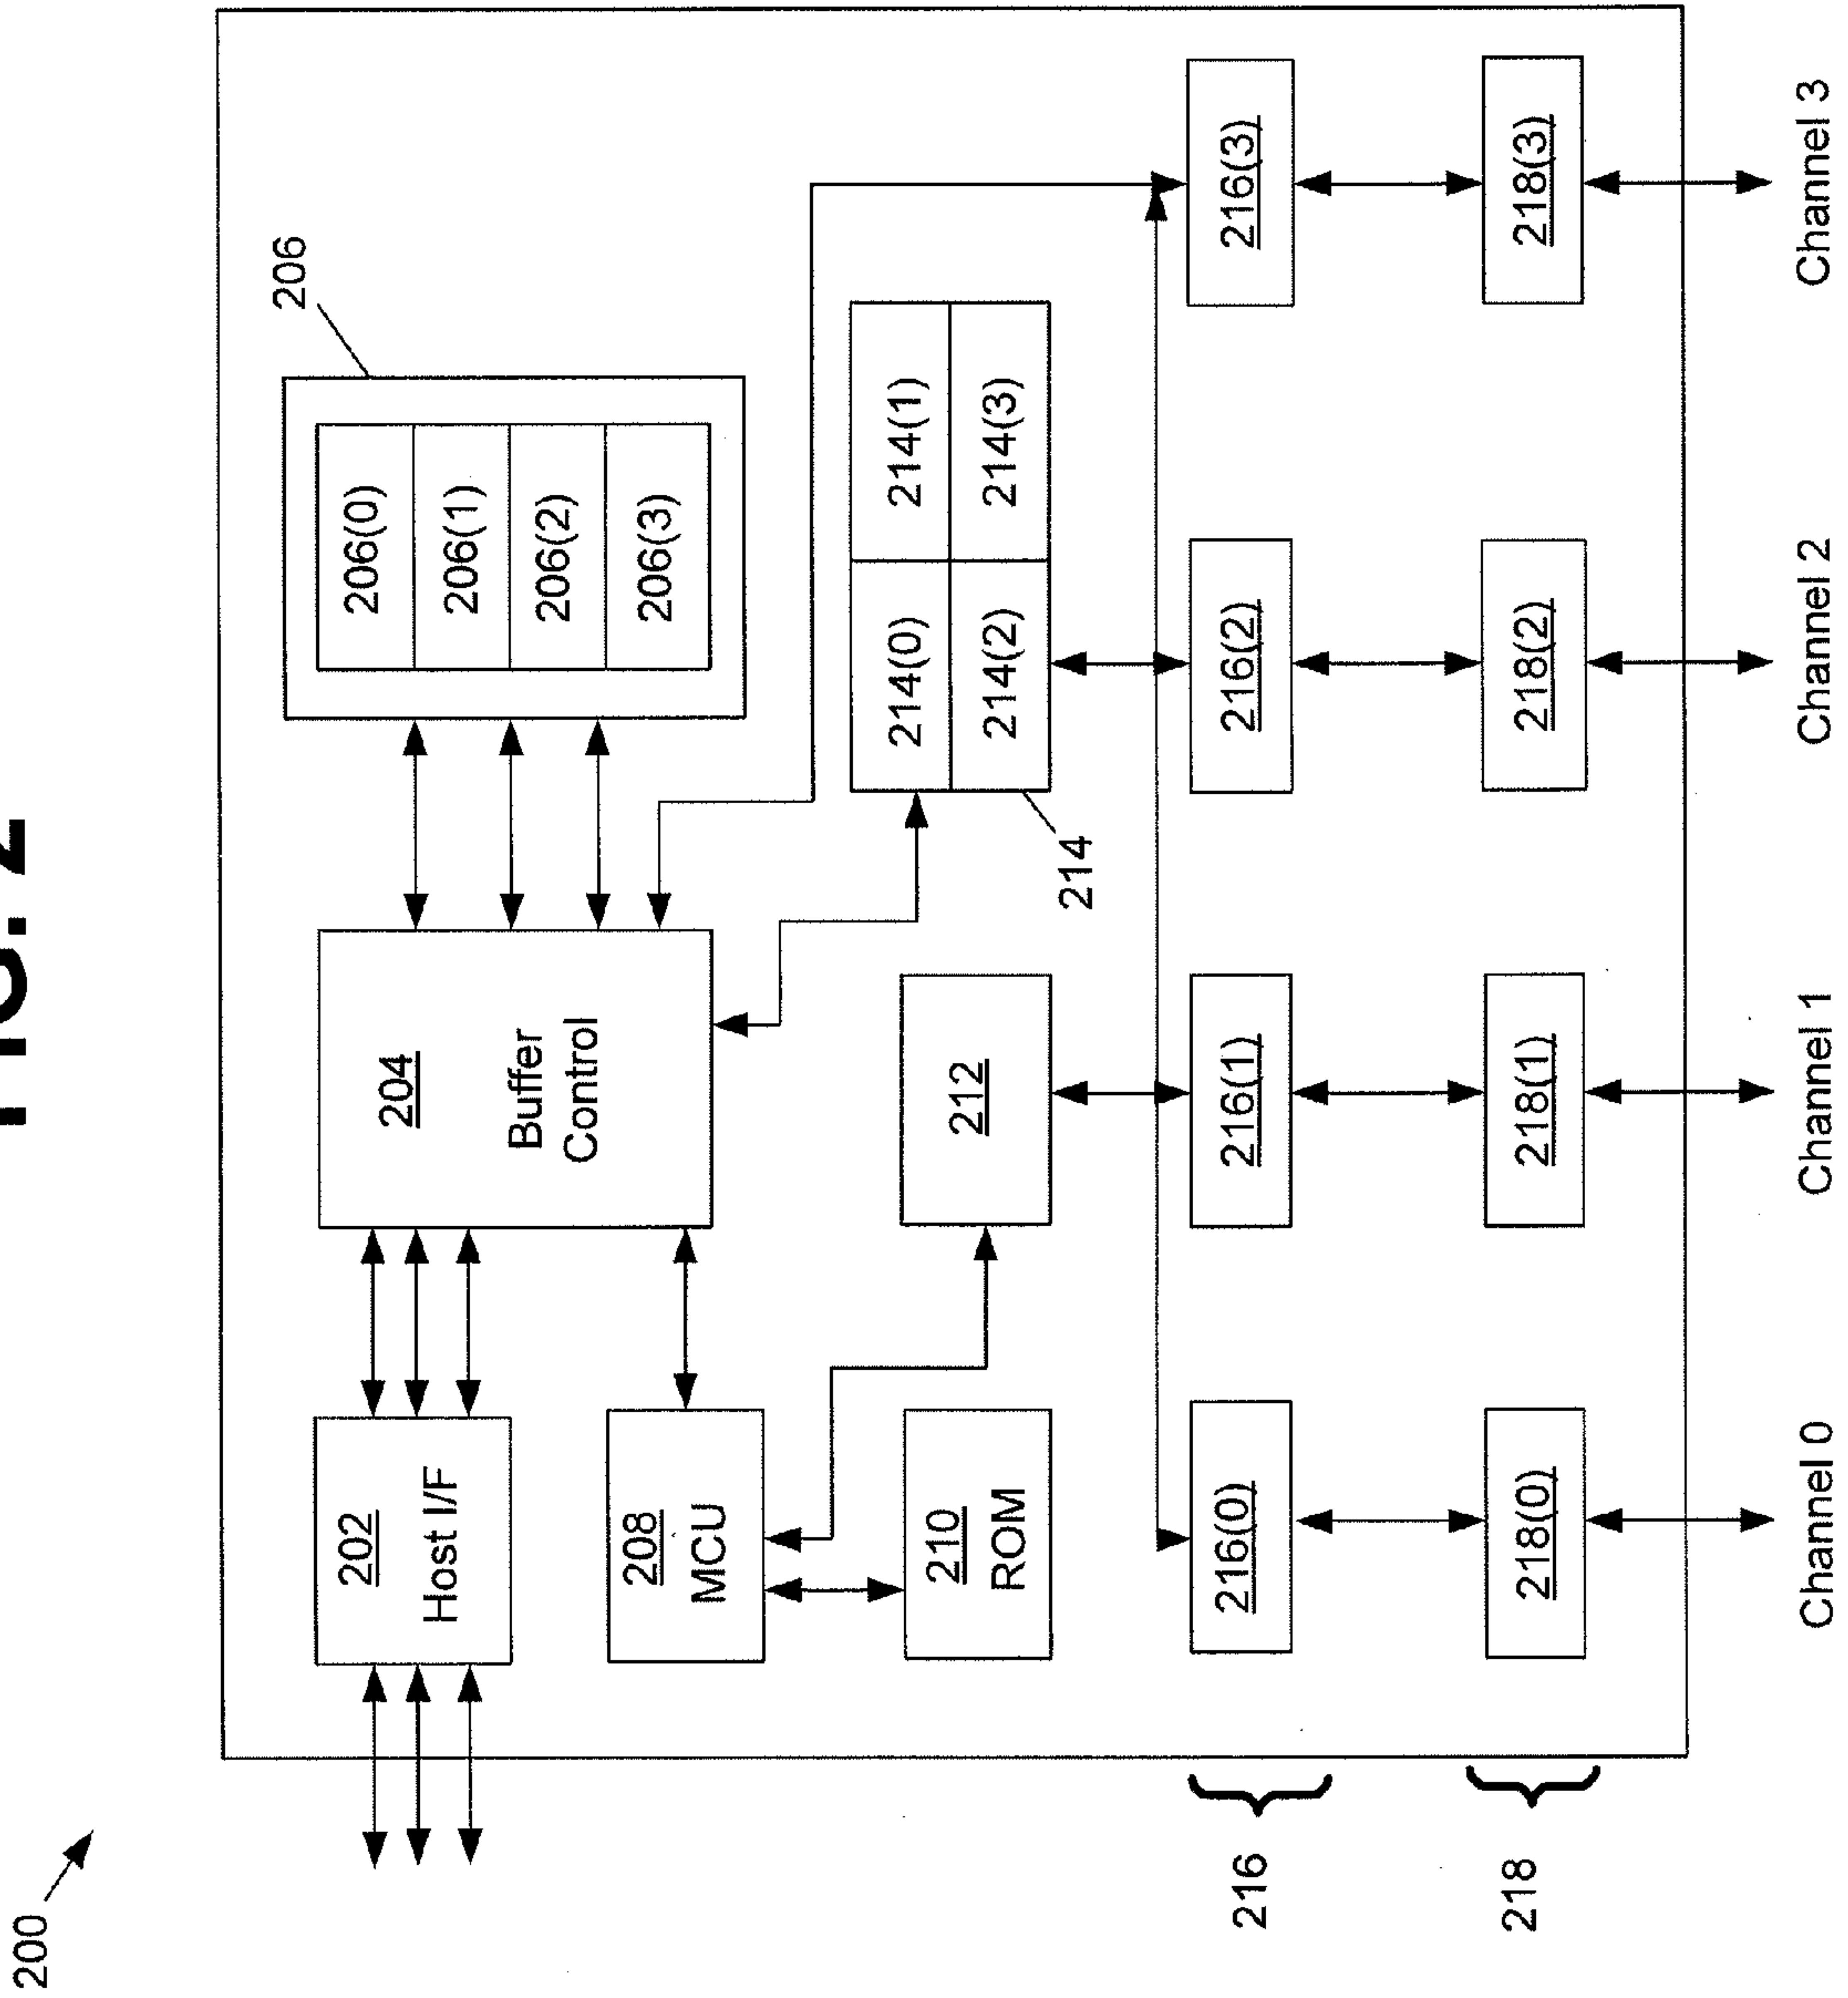 FIG. 2
200
206
202
Host I/F
204
Buffer
Control
206(0)
206(1)
206(2)
206(3)
208
MCU
210
ROM
212
214(0)
214(1)
214(2)
214(3)
214
216
216(0)
216(1)
216(2)
216(3)
218
218(0)
218(1)
218(2)
218(3)
Channel 0
Channel 1
Channel 2
Channel 3